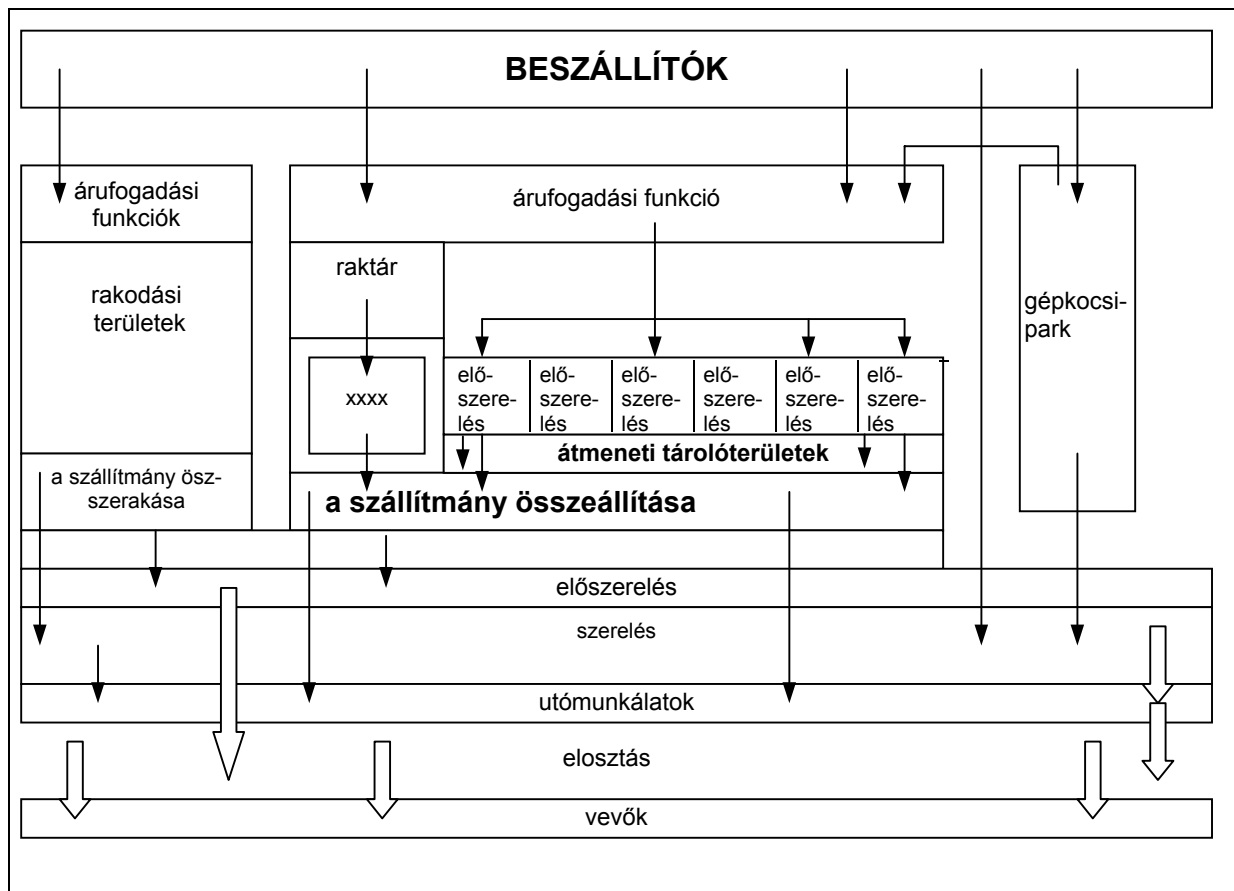 BESZÁLLÍTÓK
árufogadási
funkciók
árufogadási funkció
raktár
rakodási
területek
gépkocsi-
park
xxxx
elő-
szere-
lés
elő-
szere-
lés
elő-
szere-
lés
elő-
szere-
lés
elő-
szere-
lés
elő-
szere-
lés
átmeneti tárolóterületek
a szállítmány ösz-
szerakása
a szállítmány összeállítása
előszerelés
szerelés
utómunkálatok
elosztás
vevők